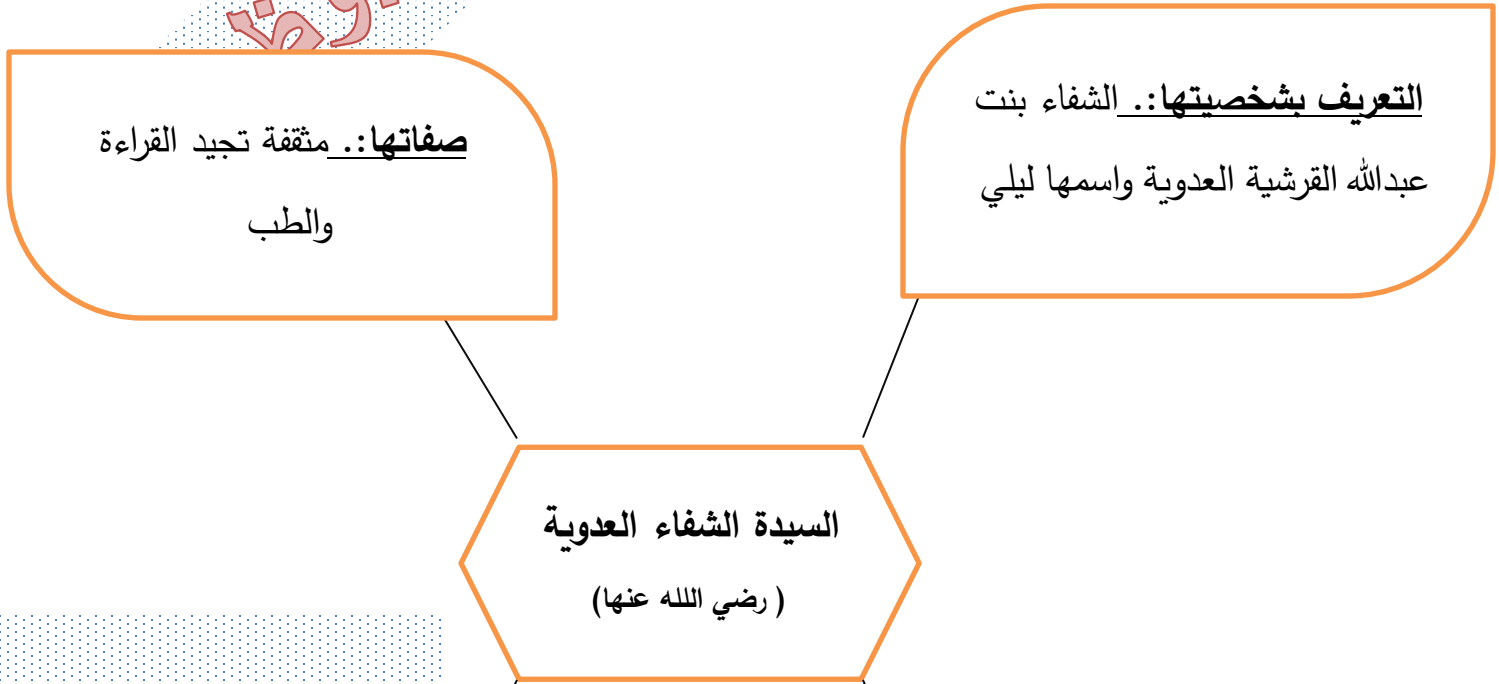 التعريف بشخصيتها:. الشفاء بنت
عبدالله القرشية العدوية واسمها ليلي
صفاتها:. مثقفة تجيد القراءة
والطب
السيدة الشفاء العدوية
( رضي الللە عنها)